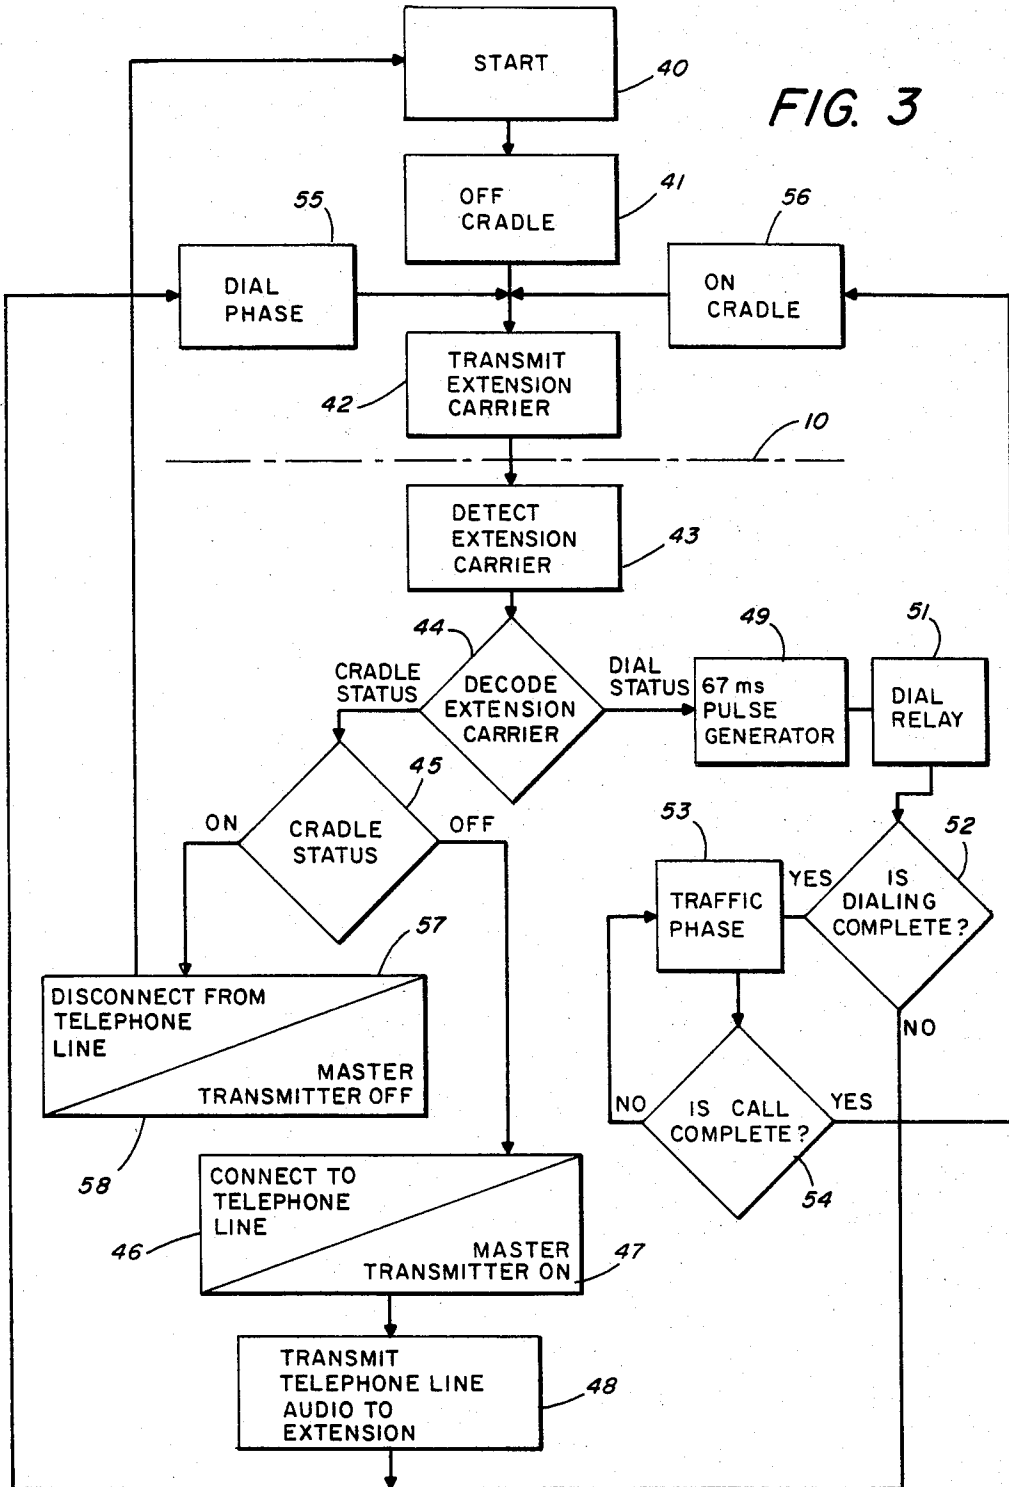 START
40
FIG. 3
OFF
CRADLE
41
55
56
DIAL
PHASE
ON
CRADLE
TRANSMIT
EXTENSION
CARRIER
42
10
DETECT
EXTENSION
CARRIER
43
44
49
51
CRADLE
STATUS
DECODE
EXTENSION
CARRIER
DIAL
STATUS
67 ms
PULSE
GENERATOR
DIAL
RELAY
45
ON
CRADLE
STATUS
OFF
53
52
YES
IS
DIALING
COMPLETE?
TRAFFIC
PHASE
57
DISCONNECT FROM
TELEPHONE
LINE
MASTER
TRANSMITTER OFF
58
NO
NO
IS CALL
COMPLETE?
YES
54
CONNECT TO
TELEPHONE
LINE
46
MASTER
TRANSMITTER ON
47
TRANSMIT
TELEPHONE LINE
AUDIO TO
EXTENSION
48